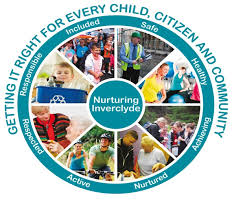 GETTING IT RIGHT FOR EVERY CHILD, CITIZEN AND COMMUNITY
Included
Safe
Healthy
Achieving
Nurtured
Active
Respected
Responsible
Nurturing
Inverclyde